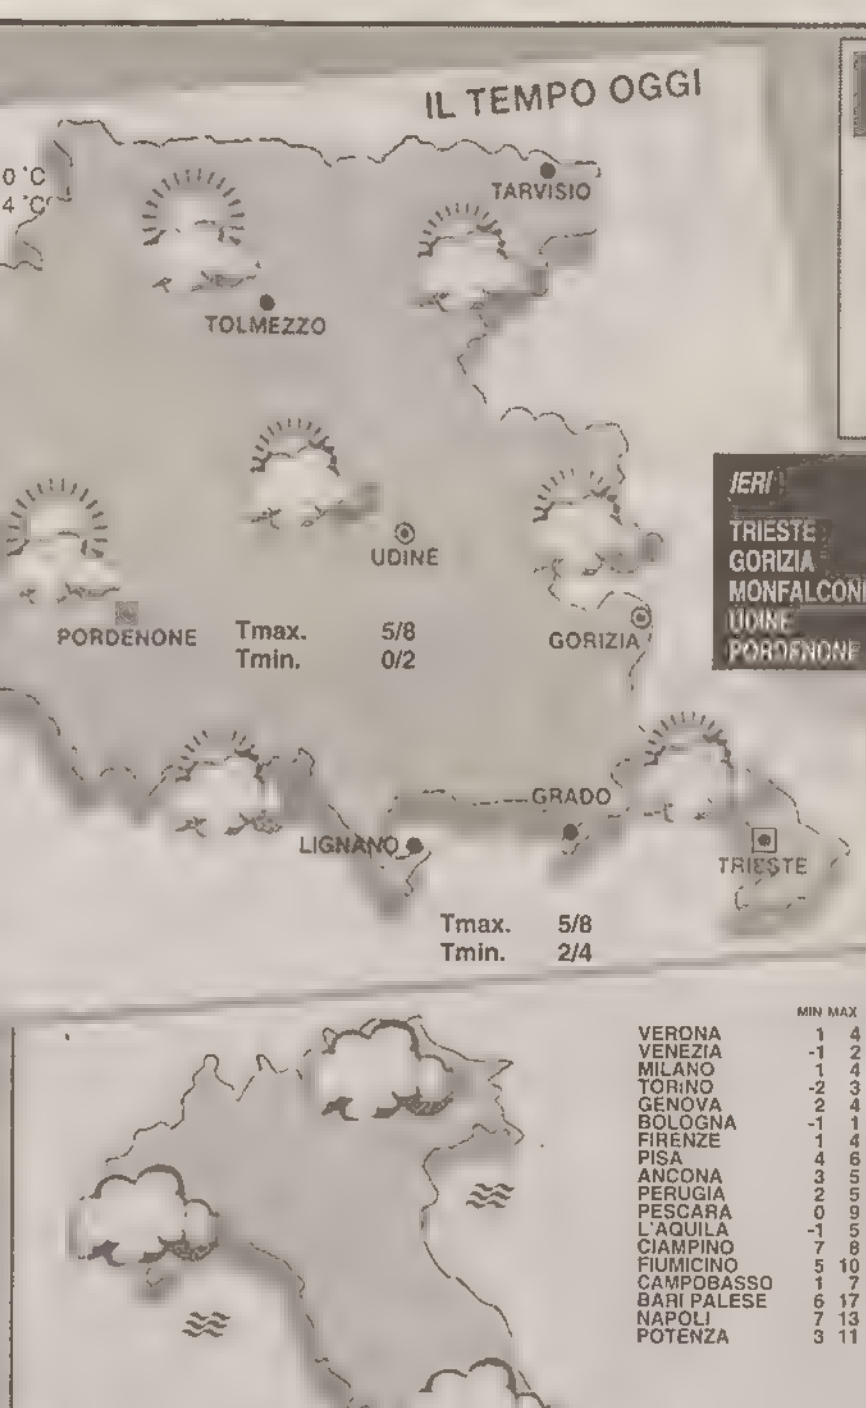 IL TEMPO OGGI
0 °C
4 °C
TARVISIO
TOLMEZZO
UDINE
PORDENONE
Tmax. 5/8
Tmin. 0/2
GORIZIA
IERI
TRIESTE
GORIZIA
MONFALCONE
UDINE
PORDENONE
GRADO
LIGNANO
TRIESTE
Tmax. 5/8
Tmin. 2/4
MIN MAX
VERONA 1 4
VENEZIA -1 2
MILANO 1 4
TORINO -2 3
GENOVA 2 4
BOLOGNA -1 1
FIRENZE 1 4
PISA 4 6
ANCONA 3 5
PERUGIA 2 5
PESCARA 0 9
L'AQUILA -1 5
CIAMPINO 7 8
FIUMICINO 5 10
CAMPOBASSO 1 7
BARI PALESE 6 17
NAPOLI 7 13
POTENZA 3 11